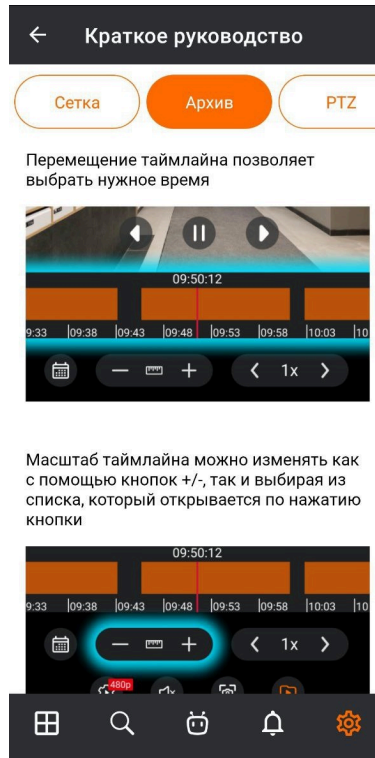 Краткое руководство
Сетка
Архив
PTZ
Перемещение таймлайна позволяет
выбрать нужное время
09:50:12
9:33 09:38 09:43 09:48 09:53 09:58 10:03 10
1x
Масштаб таймлайна можно изменять как
с помощью кнопок +/-, так и выбирая из
списка, который открывается по нажатию
кнопки
09:50:12
9:33 09:38 09:43 09:48 09:53 09:58 10:03 10
1x
480p